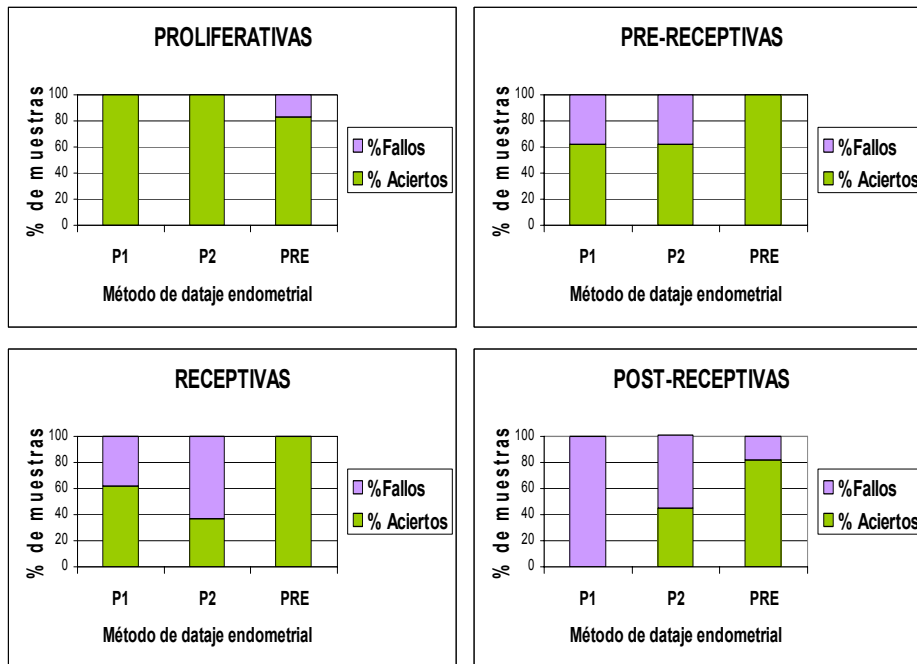 PROLIFERATIVAS
% de muestras
100
80
60
40
20
0
P1 P2 PRE
Método de dataje endometrial
%Fallos
% Aciertos
PRE-RECEPTIVAS
% de muestras
100
80
60
40
20
0
P1 P2 PRE
Método de dataje endometrial
%Fallos
% Aciertos
RECEPTIVAS
% de muestras
100
80
60
40
20
0
P1 P2 PRE
Método de dataje endometrial
%Fallos
% Aciertos
POST-RECEPTIVAS
% de muestras
100
80
60
40
20
0
P1 P2 PRE
Método de dataje endometrial
%Fallos
% Aciertos